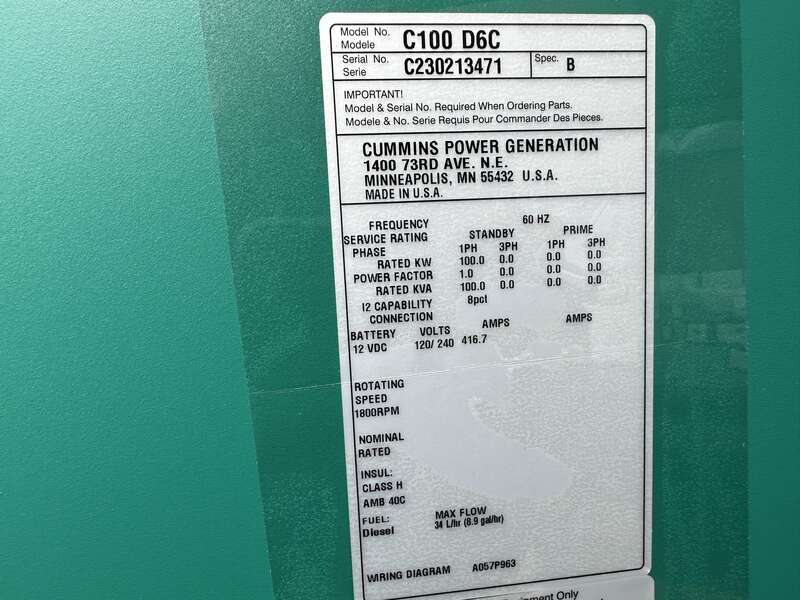 Model No. C100 D6C
Modele
Serial No. C230213471 Spec. B
Serie
IMPORTANT!
Model & Serial No. Required When Ordering Parts.
Modele & No. Serie Requis Pour Commander Des Pieces.
CUMMINS POWER GENERATION
1400 73RD AVE. N.E.
MINNEAPOLIS, MN 55432 U.S.A.
MADE IN U.S.A.
FREQUENCY 60 HZ
SERVICE RATING STANDBY PRIME
PHASE 1PH 3PH 1PH 3PH
RATED KW 100.0 0.0 0.0 0.0
POWER FACTOR 1.0 0.0 0.0 0.0
RATED KVA 100.0 0.0 0.0 0.0
I2 CAPABILITY 8pct
CONNECTION
BATTERY VOLTS AMPS AMPS
12 VDC 120/ 240 416.7
ROTATING
SPEED
1800RPM
NOMINAL
RATED
INSUL:
CLASS H
AMB 40C
FUEL: MAX FLOW
Diesel 34 L/hr (8.9 gal/hr)
WIRING DIAGRAM A057P963
Equipment Only